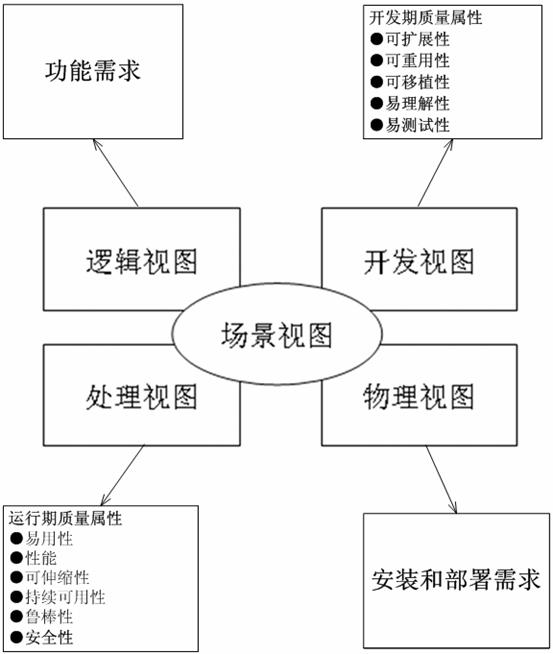 功能需求
开发期质量属性
●可扩展性
●可重用性
●可移植性
●易理解性
●易测试性
逻辑视图
开发视图
场景视图
处理视图
物理视图
运行期质量属性
●易用性
●性能
●可伸缩性
●持续可用性
●鲁棒性
●安全性
安装和部署需求